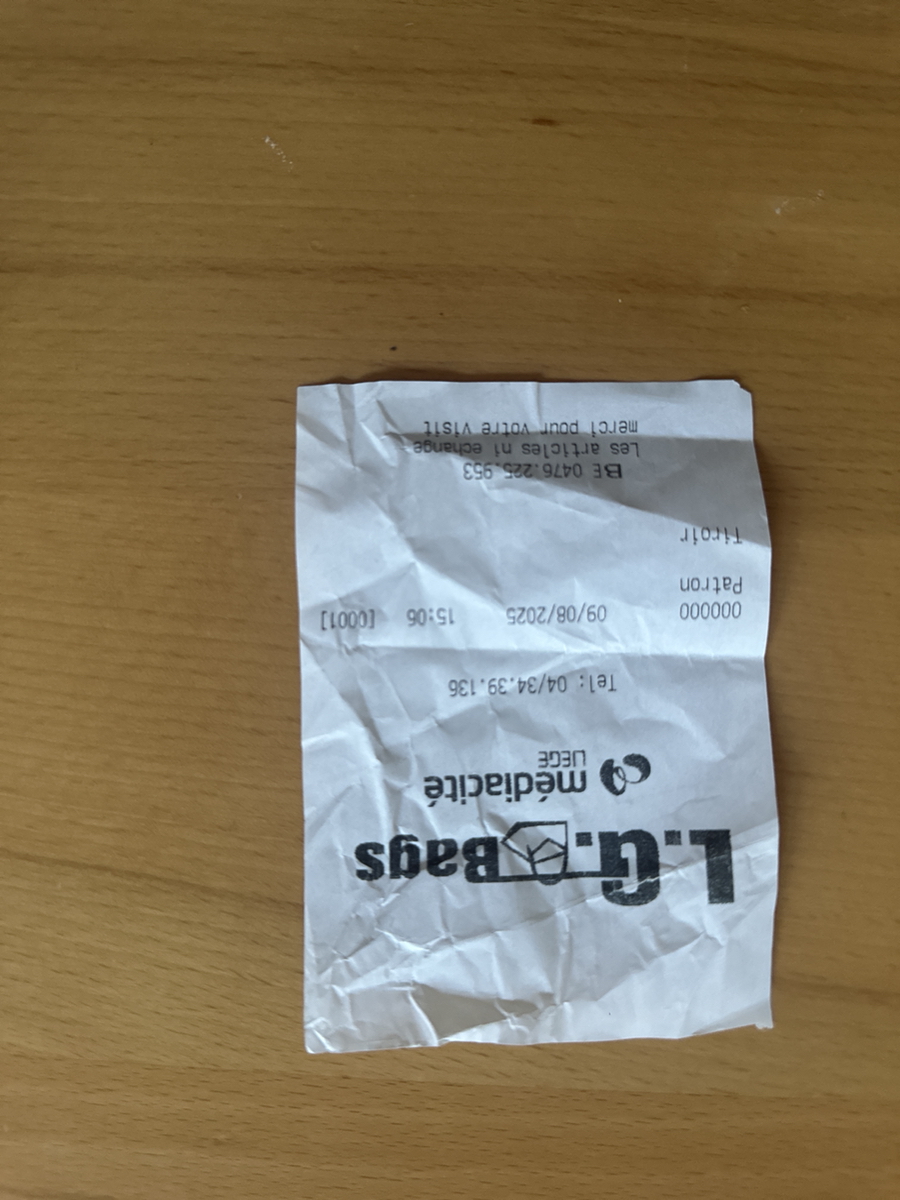 L.G. Bags
médiacité
LIEGE
Tel: 04/34.39.136
000000 09/08/2025 15:06 [0001]
Patron
Tiroir
BE 0476.225.953
Les articles ni echange
merci pour votre visit